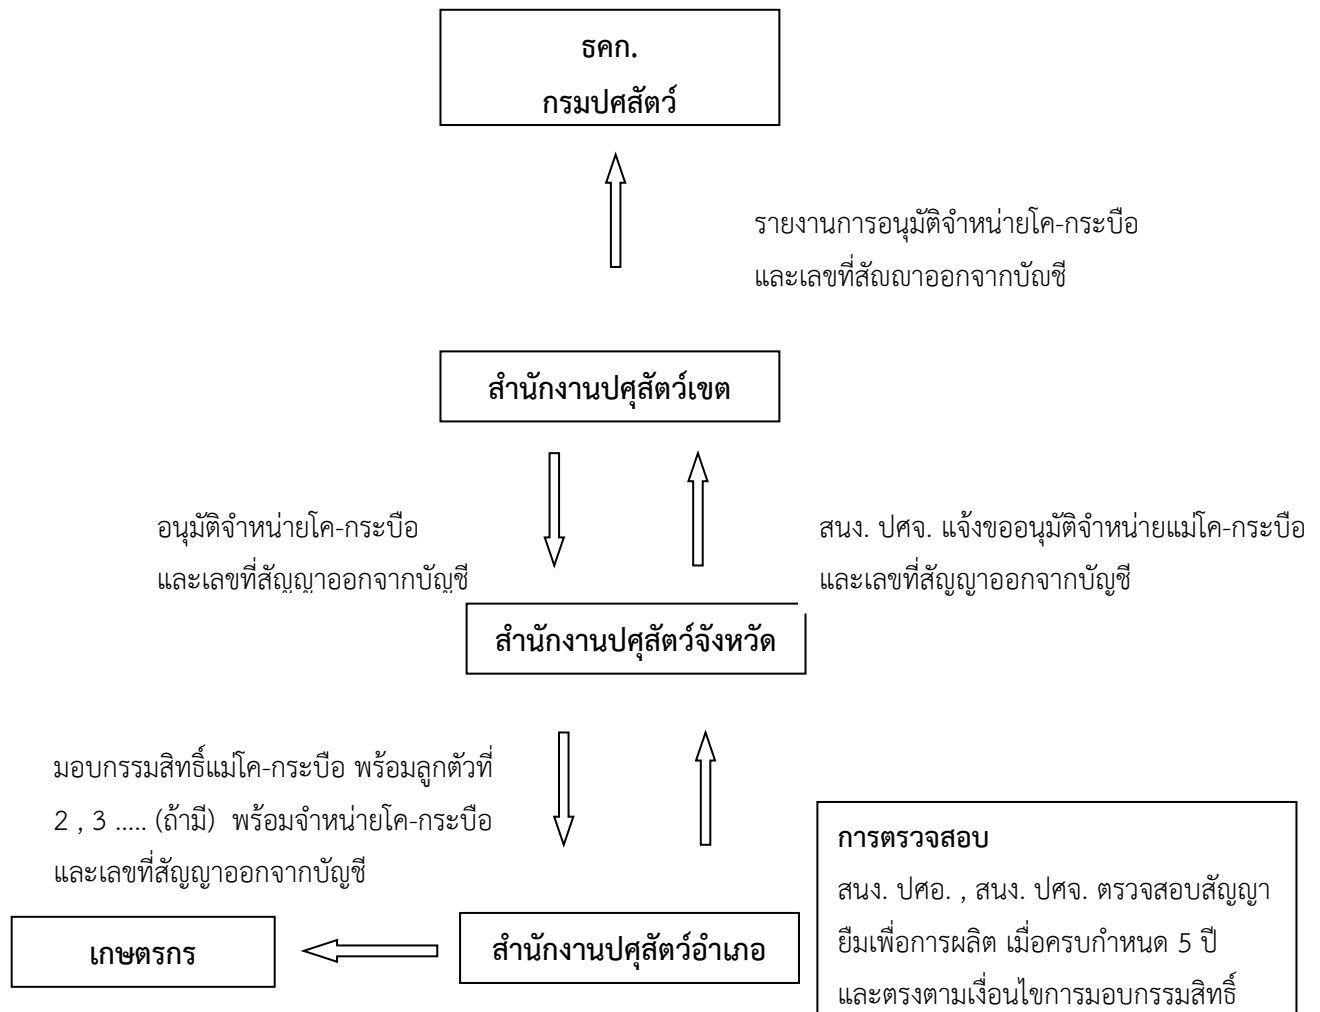 ธคก.
กรมปศสัตว์
รายงานการอนุมัติจำหน่ายโค-กระบือ
และเลขที่สัญญาออกจากบัญชี
สำนักงานปศุสัตว์เขต
อนุมัติจำหน่ายโค-กระบือ
และเลขที่สัญญาออกจากบัญชี
สนง. ปศจ. แจ้งขออนุมัติจำหน่ายแม่โค-กระบือ
และเลขที่สัญญาออกจากบัญชี
สำนักงานปศุสัตว์จังหวัด
มอบกรรมสิทธิ์แม่โค-กระบือ พร้อมลูกตัวที่
2 , 3 ..... (ถ้ามี) พร้อมจำหน่ายโค-กระบือ
และเลขที่สัญญาออกจากบัญชี
การตรวจสอบ
สนง. ปศอ. , สนง. ปศจ. ตรวจสอบสัญญา
ยืมเพื่อการผลิต เมื่อครบกำหนด 5 ปี
และตรงตามเงื่อนไขการมอบกรรมสิทธิ์
เกษตรกร
สำนักงานปศุสัตว์อำเภอ